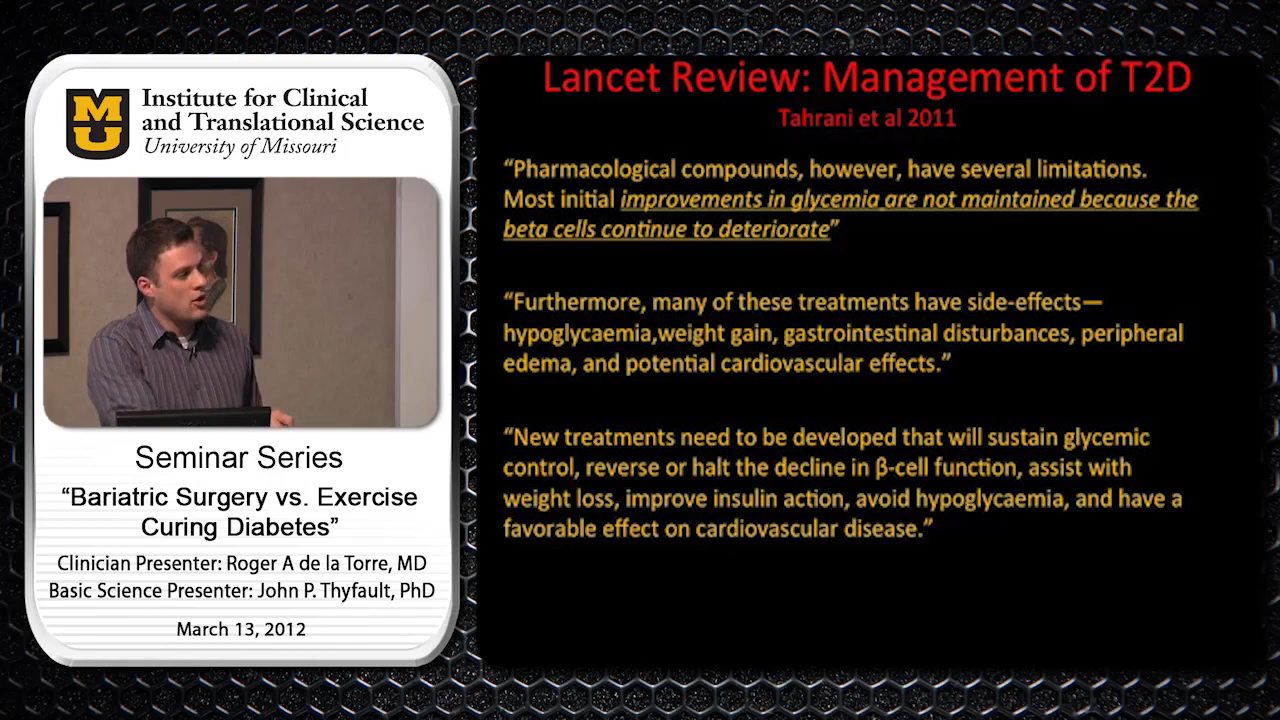 MU
Institute for Clinical
and Translational Science
University of Missouri
Seminar Series
“Bariatric Surgery vs. Exercise
Curing Diabetes”
Clinician Presenter: Roger A de la Torre, MD
Basic Science Presenter: John P. Thyfault, PhD
March 13, 2012
Lancet Review: Management of T2D
Tahrani et al 2011
“Pharmacological compounds, however, have several limitations.
Most initial improvements in glycemia are not maintained because the
beta cells continue to deteriorate”
“Furthermore, many of these treatments have side-effects—
hypoglycaemia,weight gain, gastrointestinal disturbances, peripheral
edema, and potential cardiovascular effects.”
“New treatments need to be developed that will sustain glycemic
control, reverse or halt the decline in β-cell function, assist with
weight loss, improve insulin action, avoid hypoglycaemia, and have a
favorable effect on cardiovascular disease.”